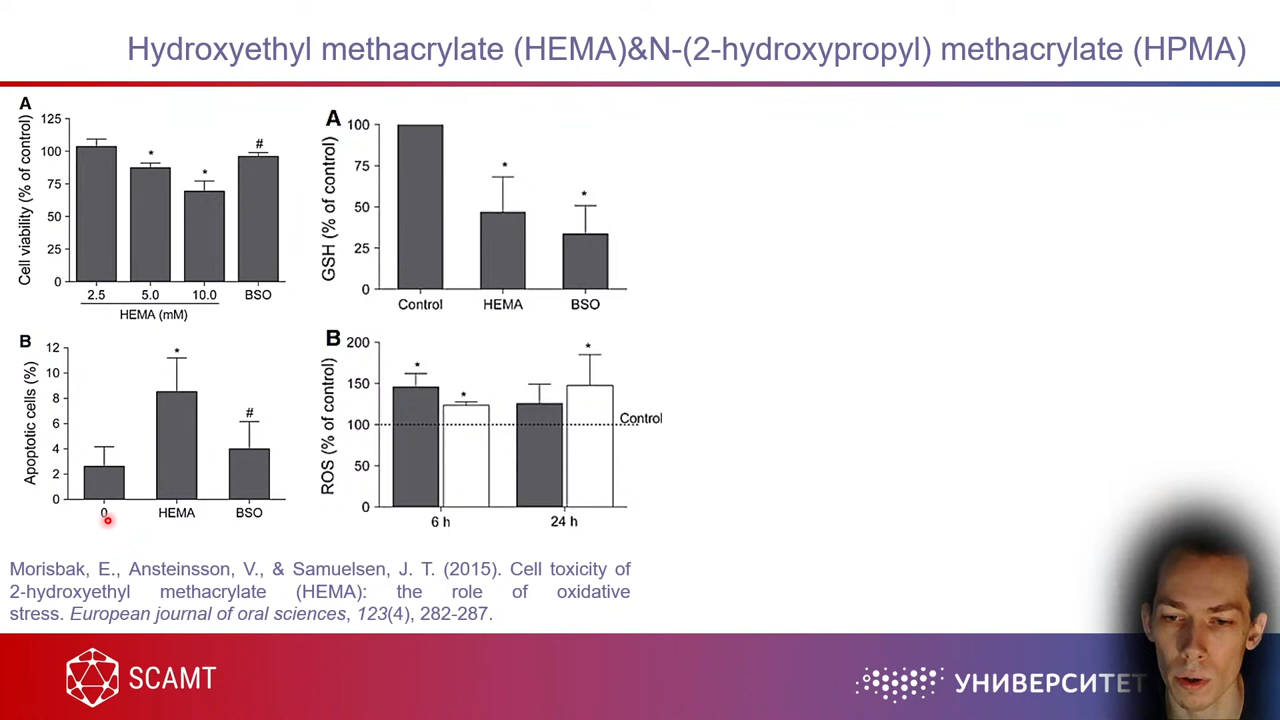 Hydroxyethyl methacrylate (HEMA)&N-(2-hydroxypropyl) methacrylate (HPMA)
A
Cell viability (% of control)
125
100
75
50
25
0
*
*
#
2.5 5.0 10.0 BSO
HEMA (mM)
A
GSH (% of control)
100
75
50
25
0
*
*
Control HEMA BSO
B
Apoptotic cells (%)
12
10
8
6
4
2
0
*
#
0 HEMA BSO
B
ROS (% of control)
200
150
100
50
0
*
*
*
Control
6 h 24 h
Morisbak, E., Ansteinsson, V., & Samuelsen, J. T. (2015). Cell toxicity of
2-hydroxyethyl methacrylate (HEMA): the role of oxidative
stress. European journal of oral sciences, 123(4), 282-287.
SCAMT
УНИВЕРСИТЕТ